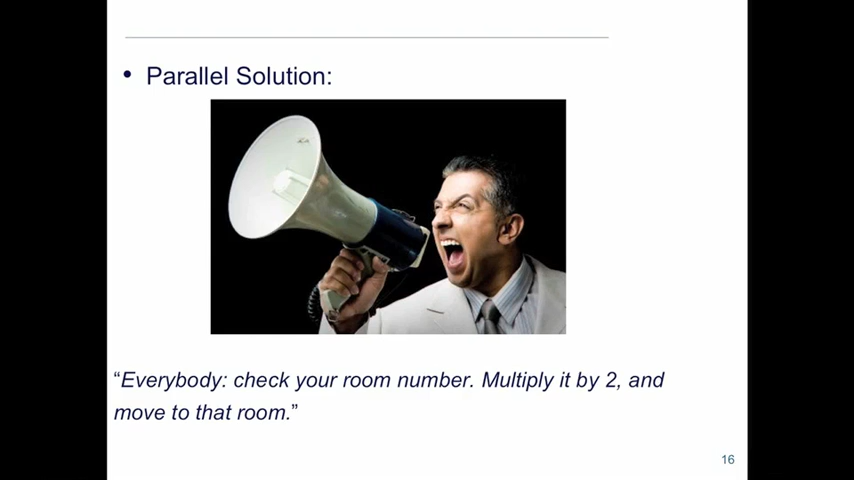 • Parallel Solution:
“Everybody: check your room number. Multiply it by 2, and
move to that room.”
16